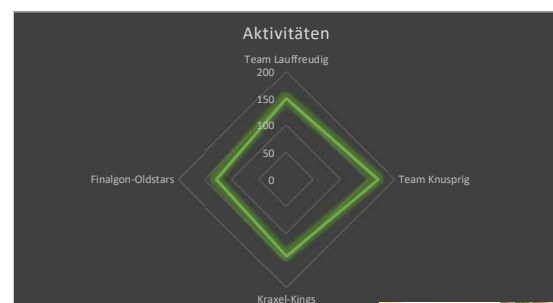 Aktivitäten
Team Lauffreudig
200
150
100
50
0
Finalgon-Oldstars
Team Knusprig
Kraxel-Kings